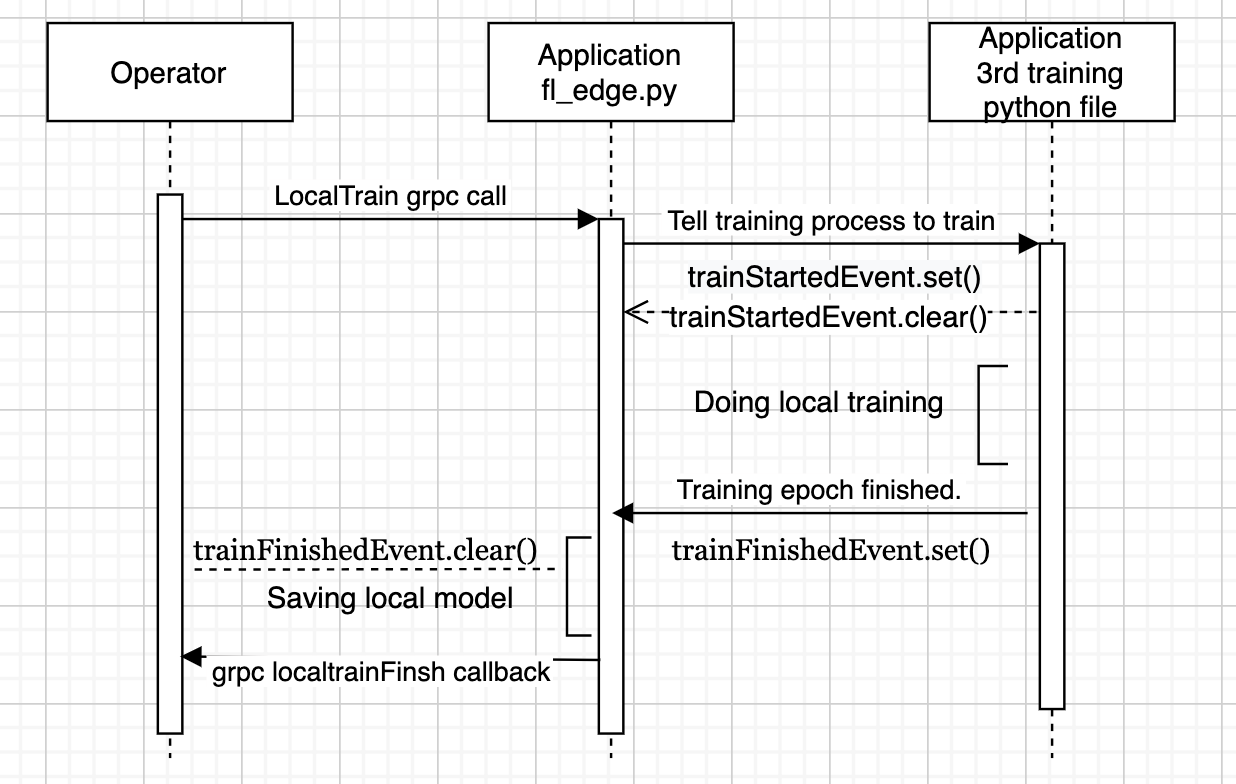 Operator
Application
fl_edge.py
Application
3rd training
python file
LocalTrain grpc call
Tell training process to train
trainStartedEvent.set()
trainStartedEvent.clear()
Doing local training
Training epoch finished.
trainFinishedEvent.clear()
trainFinishedEvent.set()
Saving local model
grpc localtrainFinsh callback